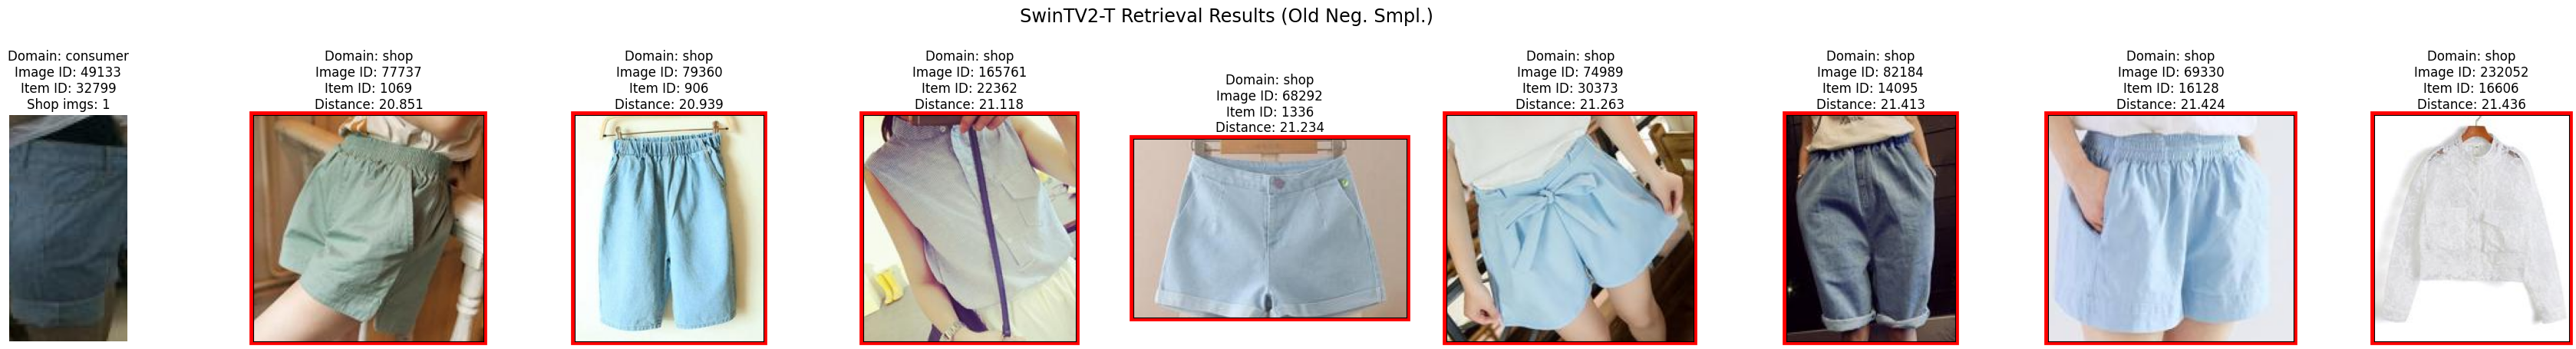 SwinTV2-T Retrieval Results (Old Neg. Smpl.)
Domain: consumer
Image ID: 49133
Item ID: 32799
Shop imgs: 1
Domain: shop
Image ID: 77737
Item ID: 1069
Distance: 20.851
Domain: shop
Image ID: 79360
Item ID: 906
Distance: 20.939
Domain: shop
Image ID: 165761
Item ID: 22362
Distance: 21.118
Domain: shop
Image ID: 68292
Item ID: 1336
Distance: 21.234
Domain: shop
Image ID: 74989
Item ID: 30373
Distance: 21.263
Domain: shop
Image ID: 82184
Item ID: 14095
Distance: 21.413
Domain: shop
Image ID: 69330
Item ID: 16128
Distance: 21.424
Domain: shop
Image ID: 232052
Item ID: 16606
Distance: 21.436